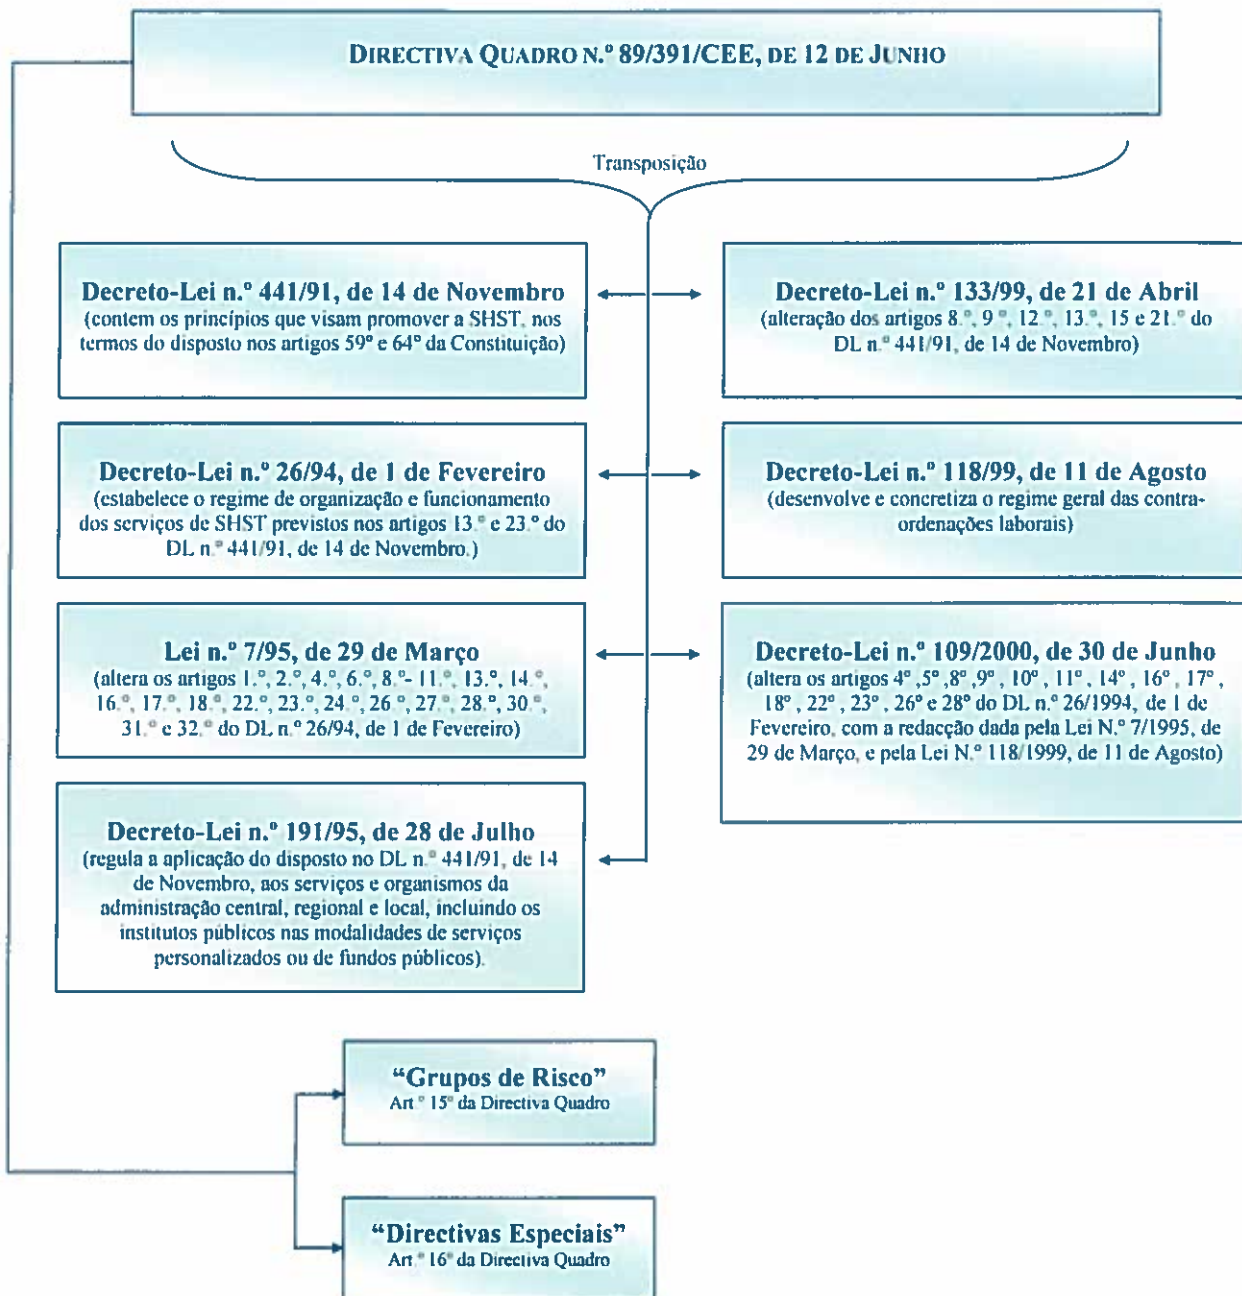 DIRECTIVA QUADRO N.º 89/391/CEE, DE 12 DE JUNHO
Transposição
Decreto-Lei n.º 441/91, de 14 de Novembro
(contem os princípios que visam promover a SHST, nos
termos do disposto nos artigos 59º e 64º da Constituição)
Decreto-Lei n.º 133/99, de 21 de Abril
(alteração dos artigos 8.º, 9.º, 12.º, 13.º, 15 e 21.º do
DL n.º 441/91, de 14 de Novembro)
Decreto-Lei n.º 26/94, de 1 de Fevereiro
(estabelece o regime de organização e funcionamento
dos serviços de SHST previstos nos artigos 13.º e 23.º do
DL n.º 441/91, de 14 de Novembro.)
Decreto-Lei n.º 118/99, de 11 de Agosto
(desenvolve e concretiza o regime geral das contra-
ordenações laborais)
Lei n.º 7/95, de 29 de Março
(altera os artigos 1.º, 2.º, 4.º, 6.º, 8.º- 11.º, 13.º, 14.º,
16.º, 17.º, 18.º, 22.º, 23.º, 24.º, 26.º, 27.º, 28.º, 30.º,
31.º e 32.º do DL n.º 26/94, de 1 de Fevereiro)
Decreto-Lei n.º 109/2000, de 30 de Junho
(altera os artigos 4º ,5º ,8º ,9º , 10º , 11º , 14º , 16º , 17º ,
18º , 22º , 23º , 26º e 28º do DL n.º 26/1994, de 1 de
Fevereiro, com a redacção dada pela Lei N.º 7/1995, de
29 de Março, e pela Lei N.º 118/1999, de 11 de Agosto)
Decreto-Lei n.º 191/95, de 28 de Julho
(regula a aplicação do disposto no DL n.º 441/91, de 14
de Novembro, aos serviços e organismos da
administração central, regional e local, incluindo os
institutos públicos nas modalidades de serviços
personalizados ou de fundos públicos).
“Grupos de Risco”
Art.º 15º da Directiva Quadro
“Directivas Especiais”
Art.º 16º da Directiva Quadro